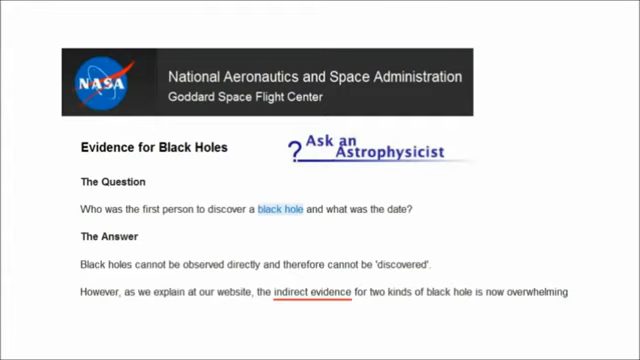 NASA
National Aeronautics and Space Administration
Goddard Space Flight Center
Evidence for Black Holes
? Ask an
Astrophysicist
The Question
Who was the first person to discover a black hole and what was the date?
The Answer
Black holes cannot be observed directly and therefore cannot be 'discovered'.
However, as we explain at our website, the indirect evidence for two kinds of black hole is now overwhelming